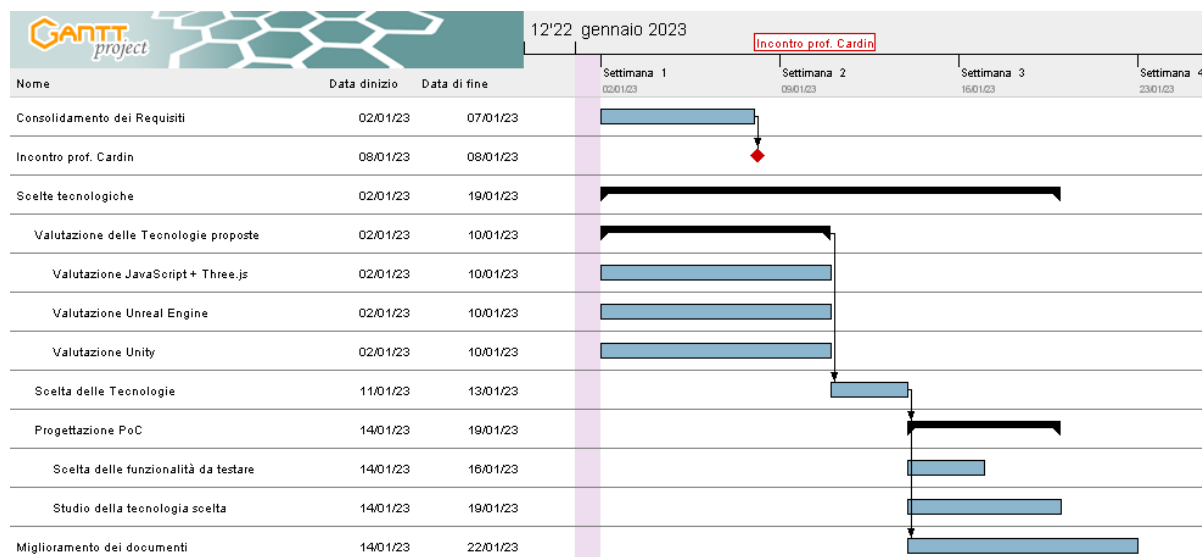 GANTT
project
12'22 gennaio 2023
Incontro prof. Cardin
Settimana 1 Settimana 2 Settimana 3 Settimana 4
02/01/23 09/01/23 16/01/23 23/01/23
Nome Data dinizio Data di fine
Consolidamento dei Requisiti 02/01/23 07/01/23
Incontro prof. Cardin 08/01/23 08/01/23
Scelte tecnologiche 02/01/23 19/01/23
Valutazione delle Tecnologie proposte 02/01/23 10/01/23
Valutazione JavaScript + Three.js 02/01/23 10/01/23
Valutazione Unreal Engine 02/01/23 10/01/23
Valutazione Unity 02/01/23 10/01/23
Scelta delle Tecnologie 11/01/23 13/01/23
Progettazione PoC 14/01/23 19/01/23
Scelta delle funzionalità da testare 14/01/23 16/01/23
Studio della tecnologia scelta 14/01/23 19/01/23
Miglioramento dei documenti 14/01/23 22/01/23